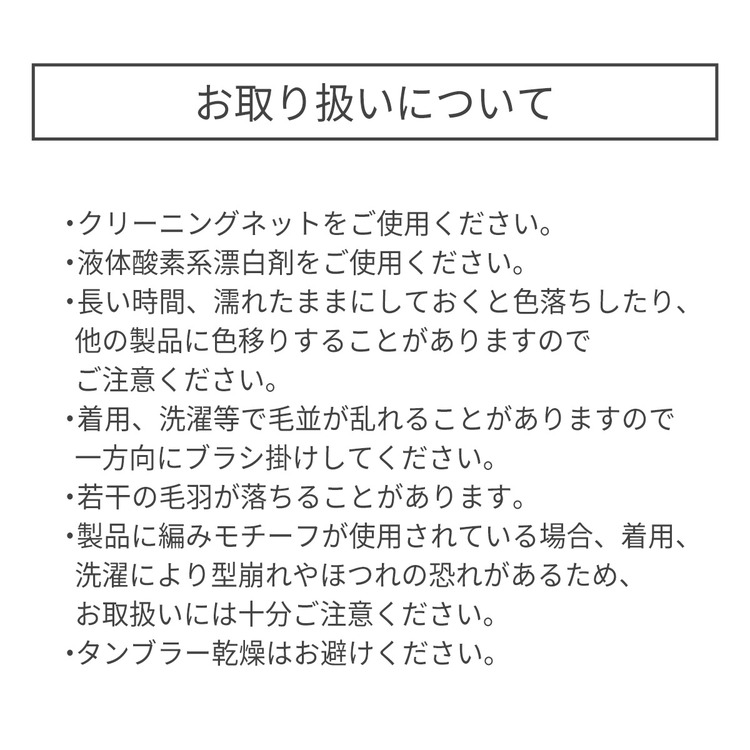 お取り扱いについて
・クリーニングネットをご使用ください。
・液体酸素系漂白剤をご使用ください。
・長い時間、濡れたままにしておくと色落ちしたり、
他の製品に色移りすることがありますので
ご注意ください。
・着用、洗濯等で毛並が乱れることがありますので
一方向にブラシ掛けしてください。
・若干の毛羽が落ちることがあります。
・製品に編みモチーフが使用されている場合、着用、
洗濯により型崩れやほつれの恐れがあるため、
お取扱いには十分ご注意ください。
・タンブラー乾燥はお避けください。